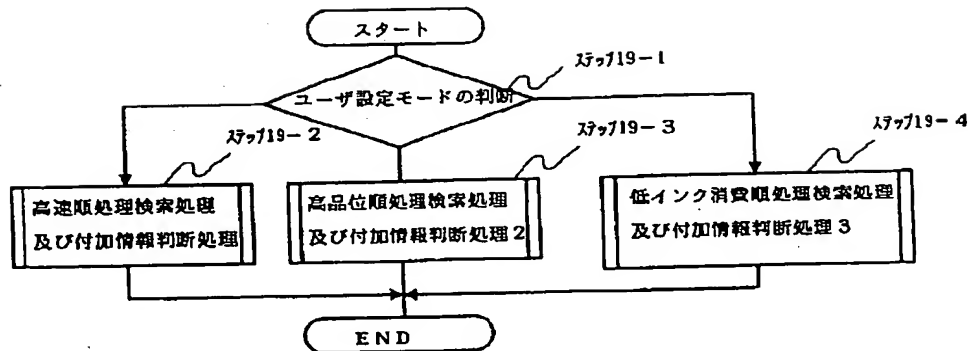 スタート
ステップ19-1
ユーザ設定モードの判断
ステップ19-2
ステップ19-3
ステップ19-4
高速順処理検索処理
及び付加情報判断処理
高品位順処理検索処理
及び付加情報判断処理2
低インク消費順処理検索処理
及び付加情報判断処理3
END